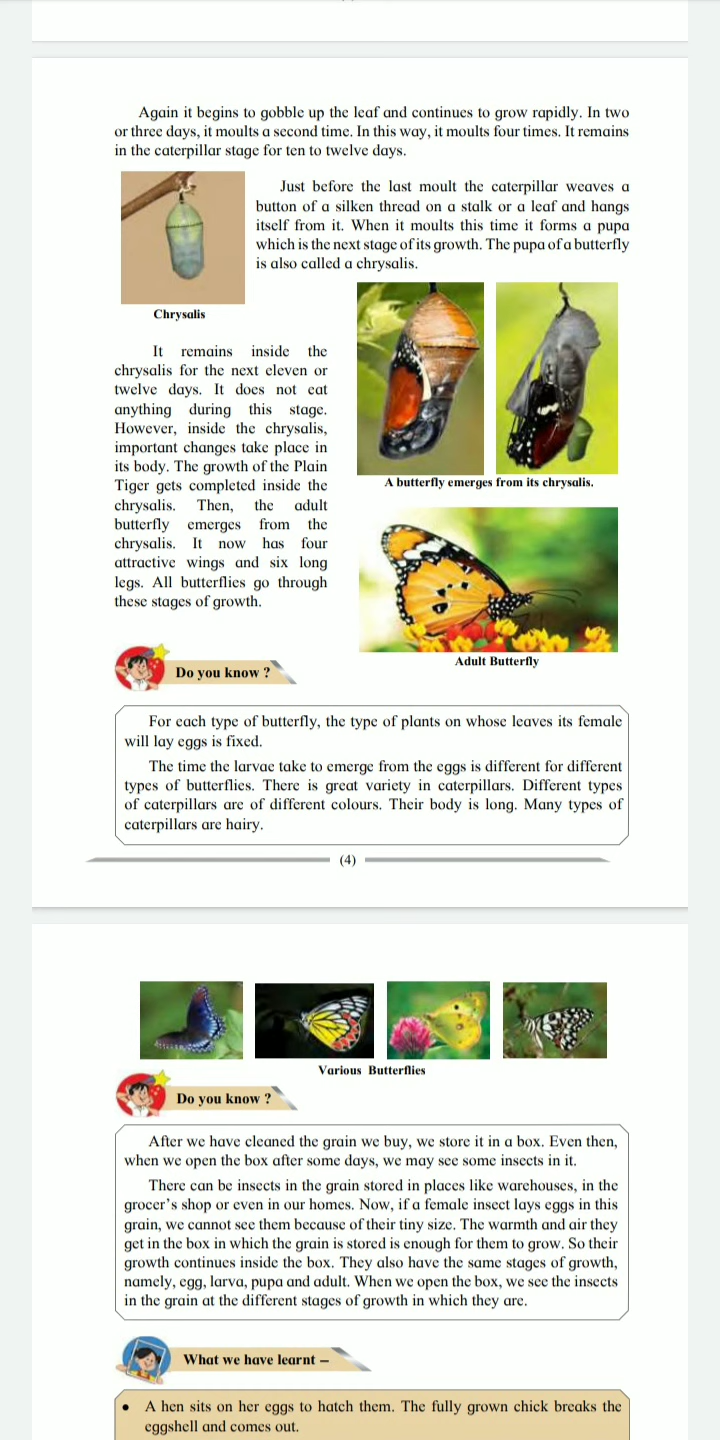 Again it begins to gobble up the leaf and continues to grow rapidly. In two
or three days, it moults a second time. In this way, it moults four times. It remains
in the caterpillar stage for ten to twelve days.
Just before the last moult the caterpillar weaves a
button of a silken thread on a stalk or a leaf and hangs
itself from it. When it moults this time it forms a pupa
which is the next stage of its growth. The pupa of a butterfly
is also called a chrysalis.
Chrysalis
It remains inside the
chrysalis for the next eleven or
twelve days. It does not eat
anything during this stage.
However, inside the chrysalis,
important changes take place in
its body. The growth of the Plain
Tiger gets completed inside the
chrysalis. Then, the adult
butterfly emerges from the
chrysalis. It now has four
attractive wings and six long
legs. All butterflies go through
these stages of growth.
A butterfly emerges from its chrysalis.
Adult Butterfly
Do you know ?
For each type of butterfly, the type of plants on whose leaves its female
will lay eggs is fixed.
The time the larvae take to emerge from the eggs is different for different
types of butterflies. There is great variety in caterpillars. Different types
of caterpillars are of different colours. Their body is long. Many types of
caterpillars are hairy.
(4)
Various Butterflies
Do you know ?
After we have cleaned the grain we buy, we store it in a box. Even then,
when we open the box after some days, we may see some insects in it.
There can be insects in the grain stored in places like warehouses, in the
grocer's shop or even in our homes. Now, if a female insect lays eggs in this
grain, we cannot see them because of their tiny size. The warmth and air they
get in the box in which the grain is stored is enough for them to grow. So their
growth continues inside the box. They also have the same stages of growth,
namely, egg, larva, pupa and adult. When we open the box, we see the insects
in the grain at the different stages of growth in which they are.
What we have learnt –
• A hen sits on her eggs to hatch them. The fully grown chick breaks the
eggshell and comes out.